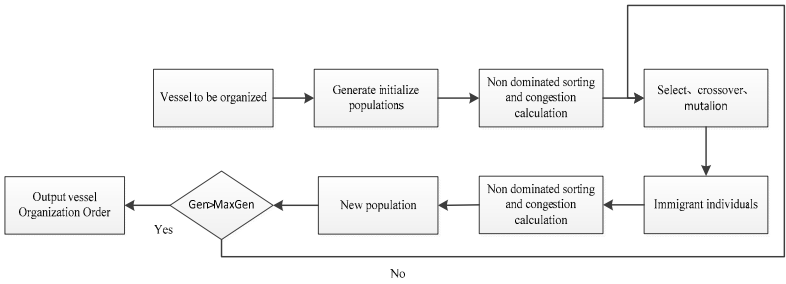 Vessel to be organized
Generate initialize
populations
Non dominated sorting
and congestion
calculation
Select、crossover、
mutalion
Output vessel
Organization Order
Gen>MaxGen
New population
Non dominated sorting
and congestion
calculation
Immigrant individuals
Yes
No